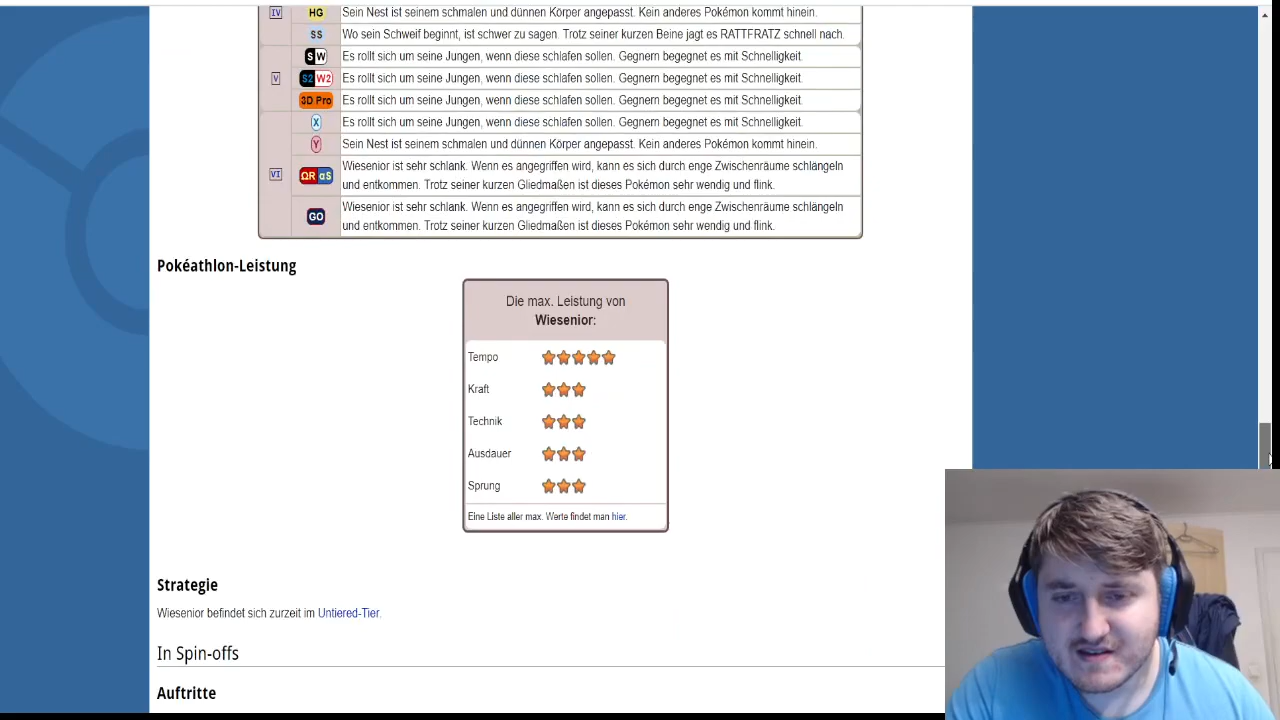 IV HG Sein Nest ist seinem schmalen und dünnen Körper angepasst. Kein anderes Pokémon kommt hinein.
SS Wo sein Schweif beginnt, ist schwer zu sagen. Trotz seiner kurzen Beine jagt es RATTFRATZ schnell nach.
SW Es rollt sich um seine Jungen, wenn diese schlafen sollen. Gegnern begegnet es mit Schnelligkeit.
V S2W2 Es rollt sich um seine Jungen, wenn diese schlafen sollen. Gegnern begegnet es mit Schnelligkeit.
3D Pro Es rollt sich um seine Jungen, wenn diese schlafen sollen. Gegnern begegnet es mit Schnelligkeit.
X Es rollt sich um seine Jungen, wenn diese schlafen sollen. Gegnern begegnet es mit Schnelligkeit.
Y Sein Nest ist seinem schmalen und dünnen Körper angepasst. Kein anderes Pokémon kommt hinein.
VI ΩR αS Wiesenior ist sehr schlank. Wenn es angegriffen wird, kann es sich durch enge Zwischenräume schlängeln
und entkommen. Trotz seiner kurzen Gliedmaßen ist dieses Pokémon sehr wendig und flink.
GO Wiesenior ist sehr schlank. Wenn es angegriffen wird, kann es sich durch enge Zwischenräume schlängeln
und entkommen. Trotz seiner kurzen Gliedmaßen ist dieses Pokémon sehr wendig und flink.
Pokéathlon-Leistung
Die max. Leistung von
Wiesenior:
Tempo
Kraft
Technik
Ausdauer
Sprung
Eine Liste aller max. Werte findet man hier.
Strategie
Wiesenior befindet sich zurzeit im Untiered-Tier.
In Spin-offs
Auftritte